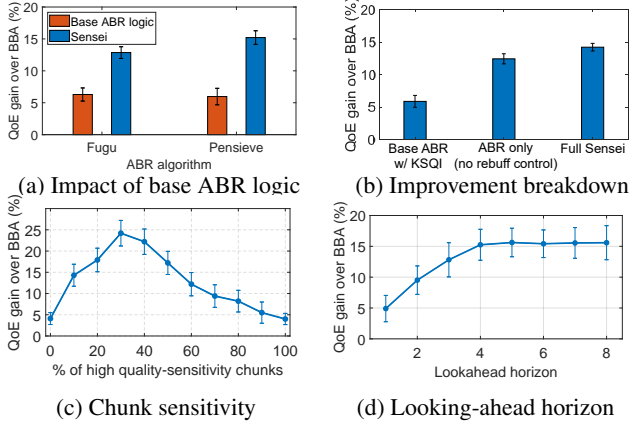 QoE gain over BBA (%)
20
15
10
5
0
Base ABR logic
Sensei
Fugu
Pensieve
ABR algorithm
(a) Impact of base ABR logic
QoE gain over BBA (%)
20
15
10
5
0
Base ABR
w/ KSQI
ABR only
(no rebuff control)
Full Sensei
(b) Improvement breakdown
QoE gain over BBA (%)
25
20
15
10
5
0
0
20
40
60
80
100
% of high quality-sensitivity chunks
(c) Chunk sensitivity
QoE gain over BBA (%)
20
15
10
5
0
2
4
6
8
Lookahead horizon
(d) Looking-ahead horizon